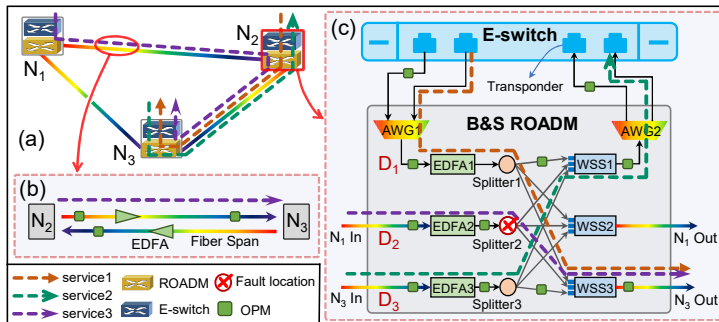 (a)
N1
N2
N3
(b)
N2
N3
EDFA
Fiber Span
service1
service2
service3
ROADM
E-switch
Fault location
OPM
(c)
E-switch
Transponder
B&S ROADM
AWG1
AWG2
D1
EDFA1
Splitter1
WSS1
N1 In
D2
EDFA2
Splitter2
WSS2
N1 Out
N3 In
D3
EDFA3
Splitter3
WSS3
N3 Out